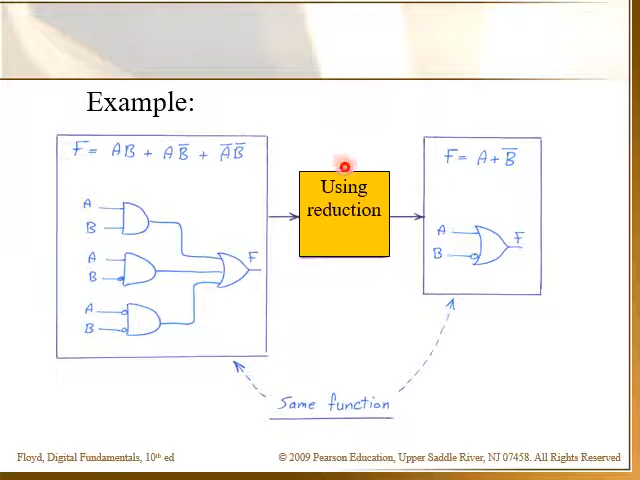 Example:
F = AB + AB̅ + A̅B̅
A
B
A
B
A
B
F
Using
reduction
F = A + B̅
A
B
F
Same function
Floyd, Digital Fundamentals, 10th ed
© 2009 Pearson Education, Upper Saddle River, NJ 07458. All Rights Reserved